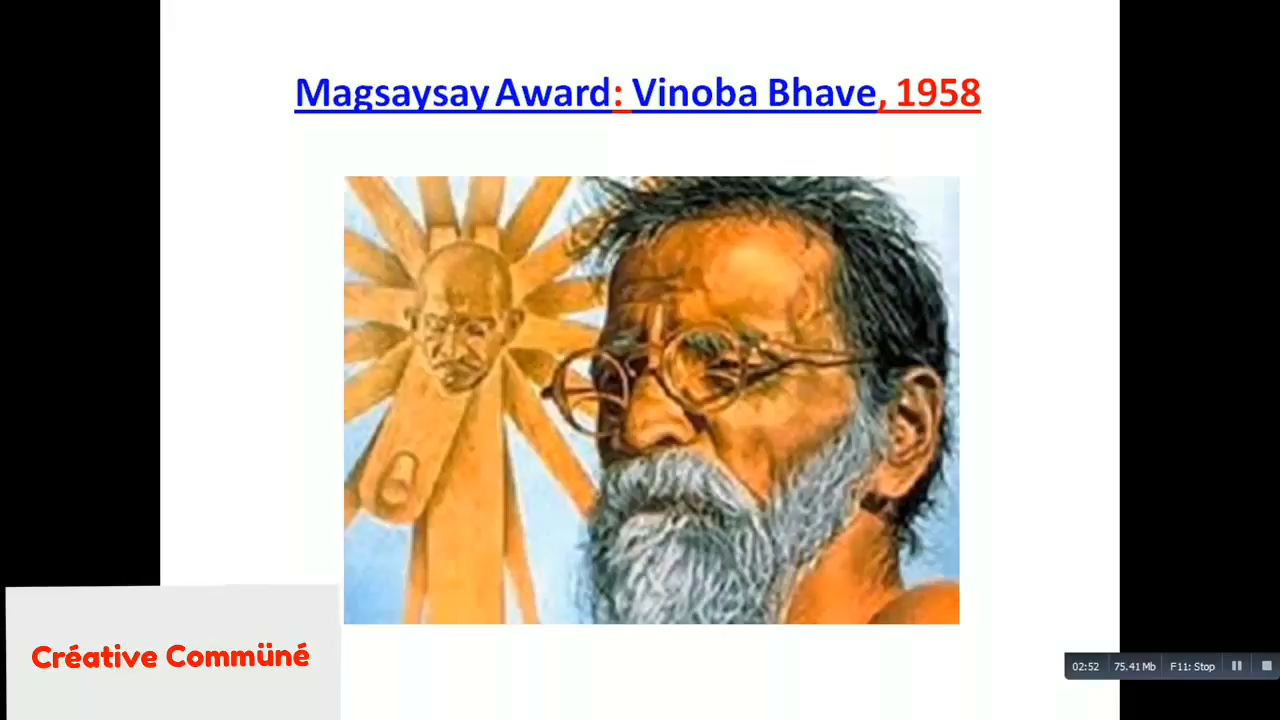 Magsaysay Award: Vinoba Bhave, 1958
Créative Commüné
02:52 75.41 Mb F11: Stop